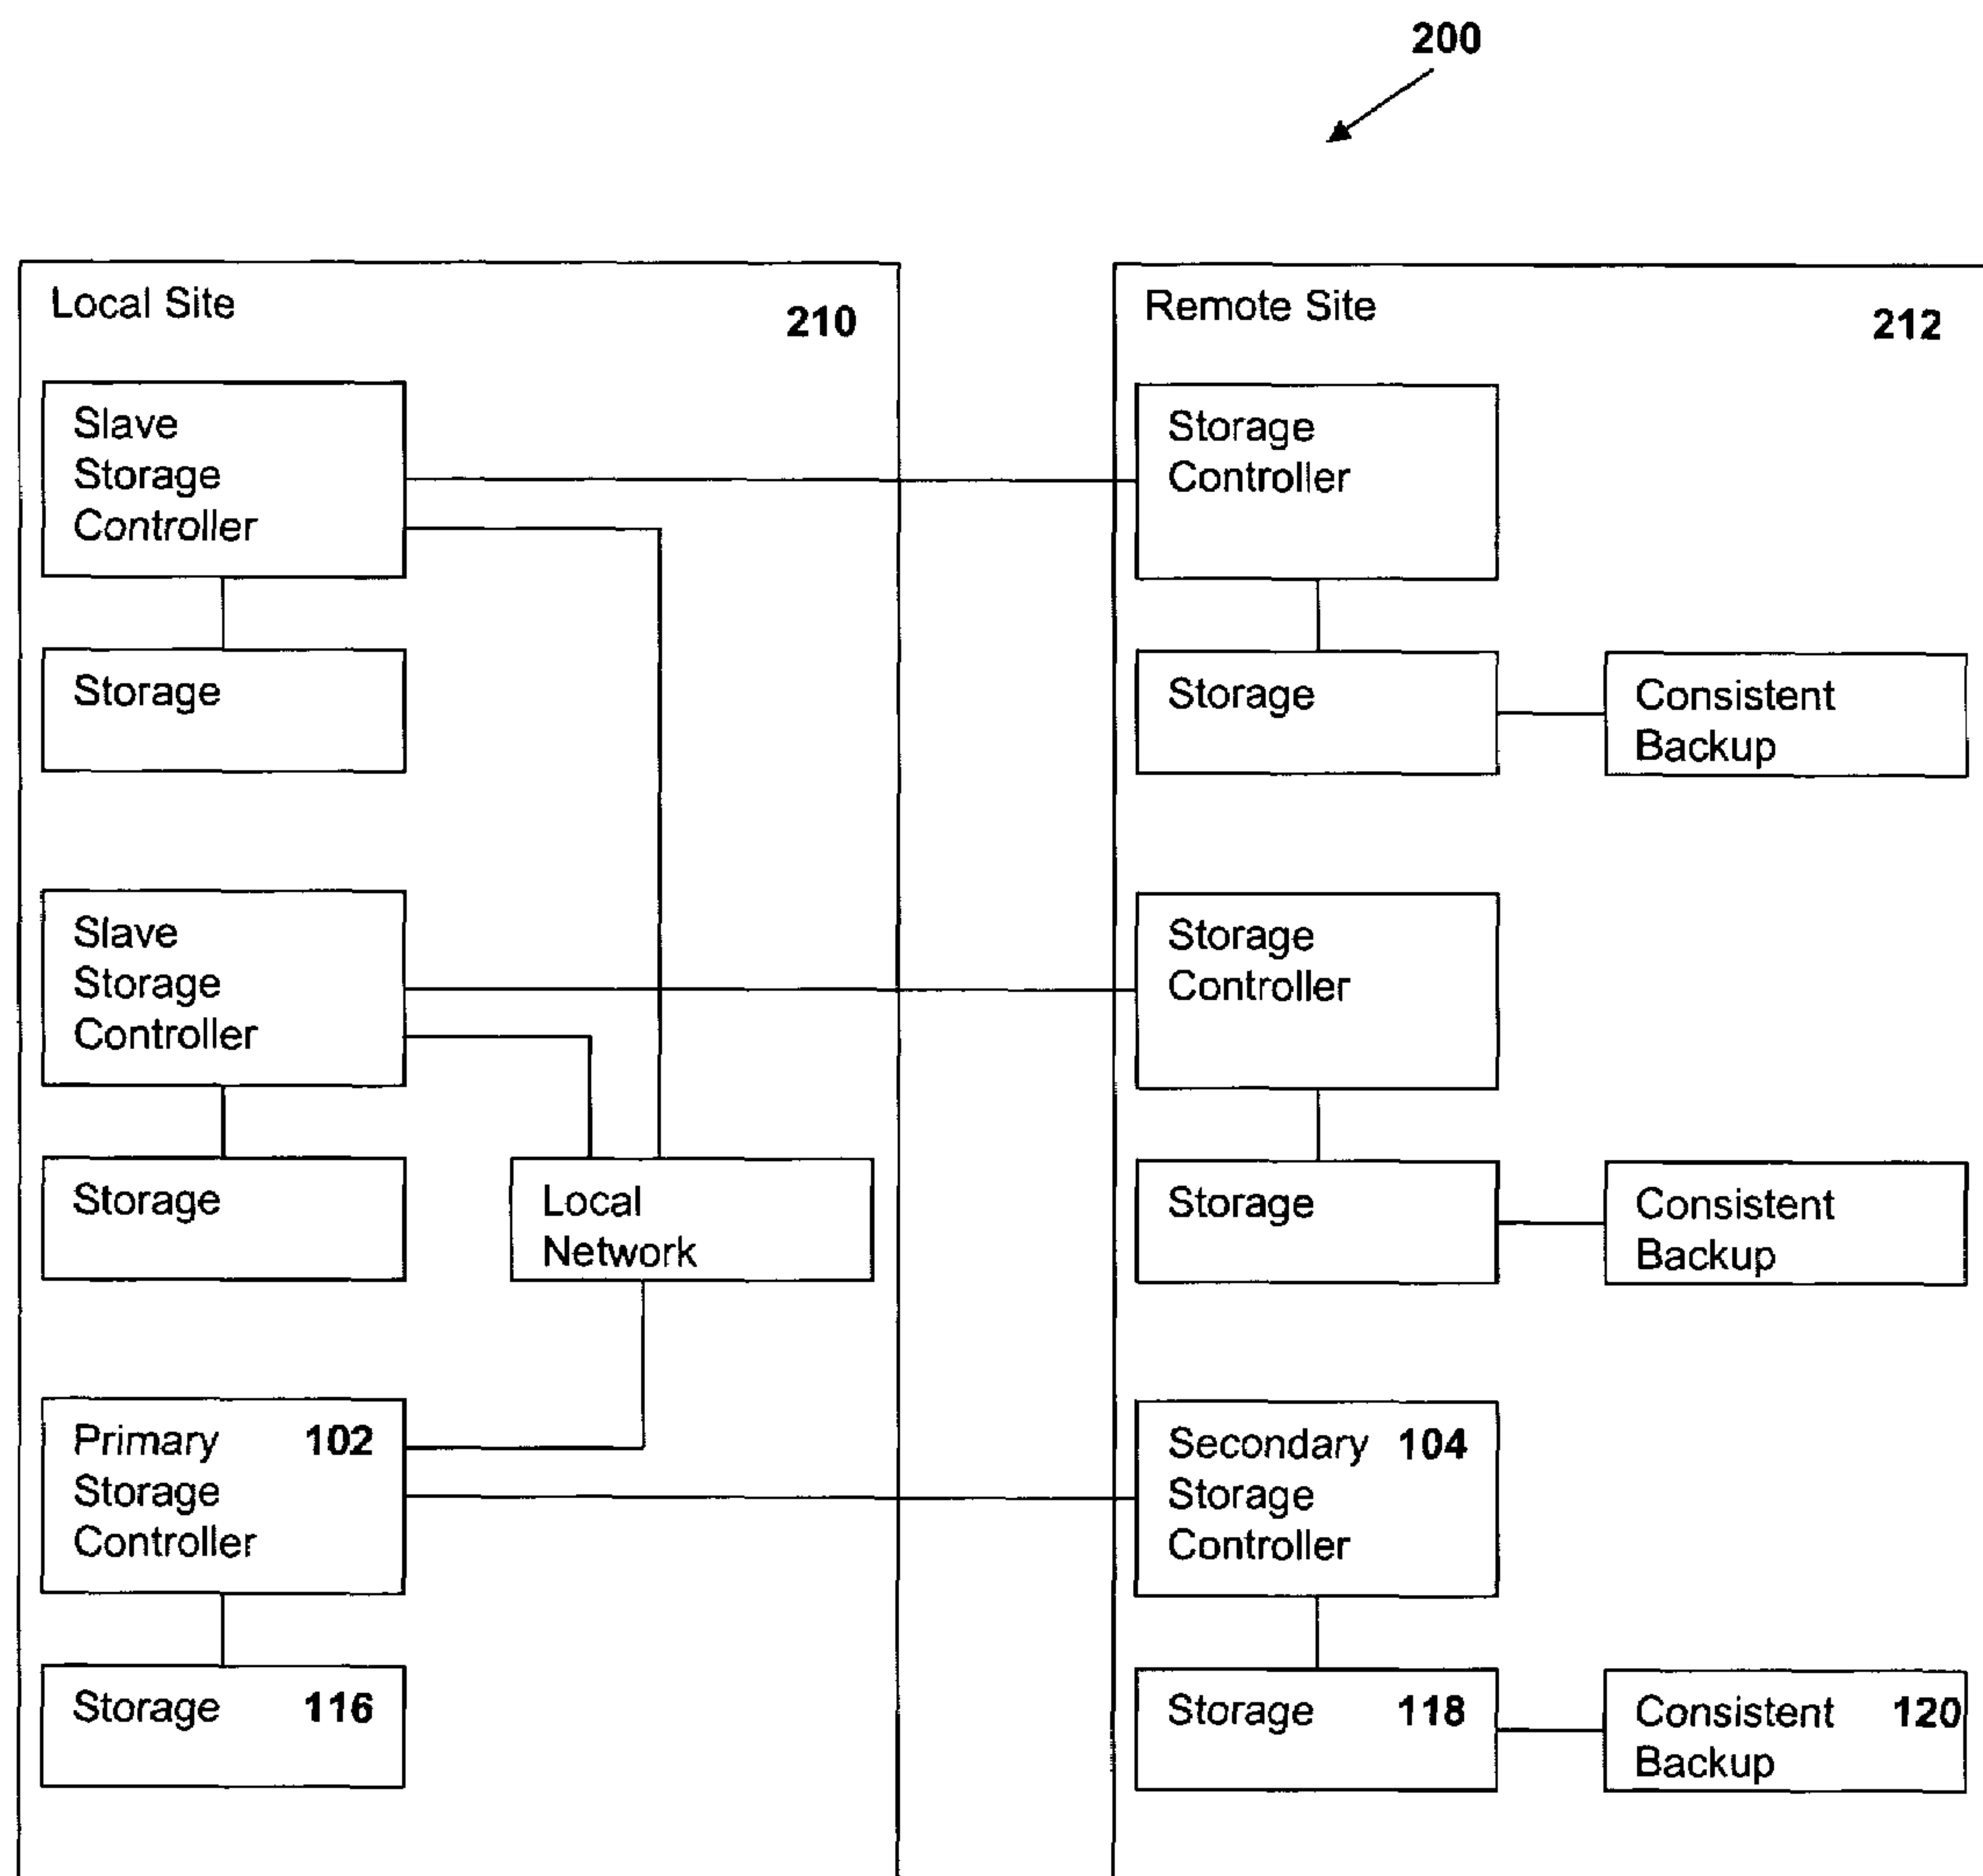 200
Local Site
210
Slave
Storage
Controller
Storage
Slave
Storage
Controller
Storage
Local
Network
Primary 102
Storage
Controller
Storage 116
Remote Site
212
Storage
Controller
Storage
Consistent
Backup
Storage
Controller
Storage
Consistent
Backup
Secondary 104
Storage
Controller
Storage 118
Consistent 120
Backup